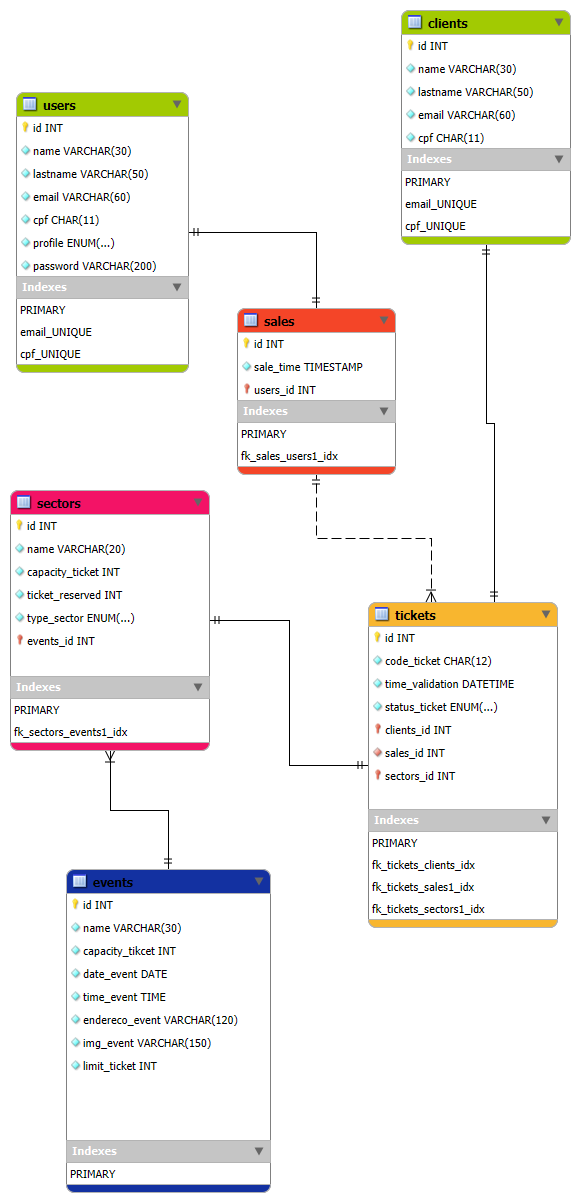 clients
id INT
name VARCHAR(30)
lastname VARCHAR(50)
email VARCHAR(60)
cpf CHAR(11)
Indexes
PRIMARY
email_UNIQUE
cpf_UNIQUE
users
id INT
name VARCHAR(30)
lastname VARCHAR(50)
email VARCHAR(60)
cpf CHAR(11)
profile ENUM(...)
password VARCHAR(200)
Indexes
PRIMARY
email_UNIQUE
cpf_UNIQUE
sales
id INT
sale_time TIMESTAMP
users_id INT
Indexes
PRIMARY
fk_sales_users1_idx
sectors
id INT
name VARCHAR(20)
capacity_ticket INT
ticket_reserved INT
type_sector ENUM(...)
events_id INT
Indexes
PRIMARY
fk_sectors_events1_idx
tickets
id INT
code_ticket CHAR(12)
time_validation DATETIME
status_ticket ENUM(...)
clients_id INT
sales_id INT
sectors_id INT
Indexes
PRIMARY
fk_tickets_clients_idx
fk_tickets_sales1_idx
fk_tickets_sectors1_idx
events
id INT
name VARCHAR(30)
capacity_tikcet INT
date_event DATE
time_event TIME
endereco_event VARCHAR(120)
img_event VARCHAR(150)
limit_ticket INT
Indexes
PRIMARY